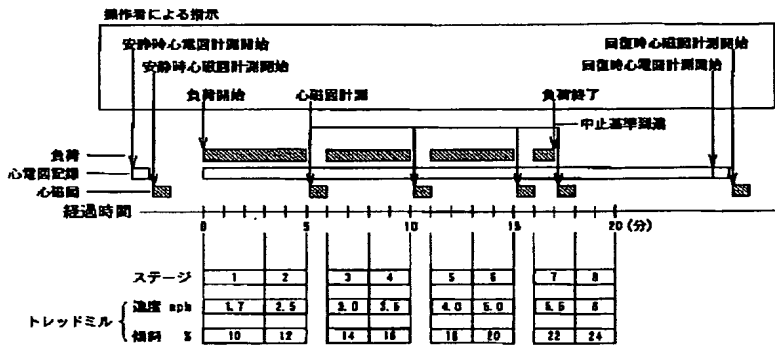 操作者による指示
安静時心電図計測開始
安静時心磁図計測開始
回復時心磁図計測開始
回復時心電図計測開始
負荷開始
心磁図計測
負荷終了
中止基準到達
負荷
心電図記録
心磁図
経過時間
0 5 10 15 20 (分)
ステージ 1 2 3 4 5 6 7 8
トレッドミル
速度 mph 1.7 2.5 3.0 3.5 4.0 5.0 5.5 6
傾斜 % 10 12 14 16 18 20 22 24